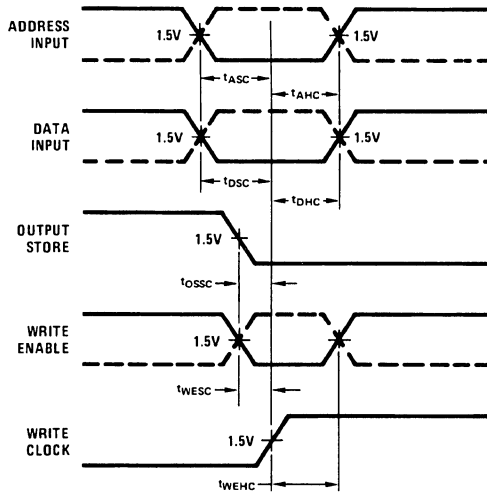 ADDRESS
INPUT
1.5V
1.5V
tASC
tAHC
DATA
INPUT
1.5V
1.5V
tDSC
tDHC
OUTPUT
STORE
1.5V
tOSSC
WRITE
ENABLE
1.5V
tWESC
WRITE
CLOCK
1.5V
tWEHC